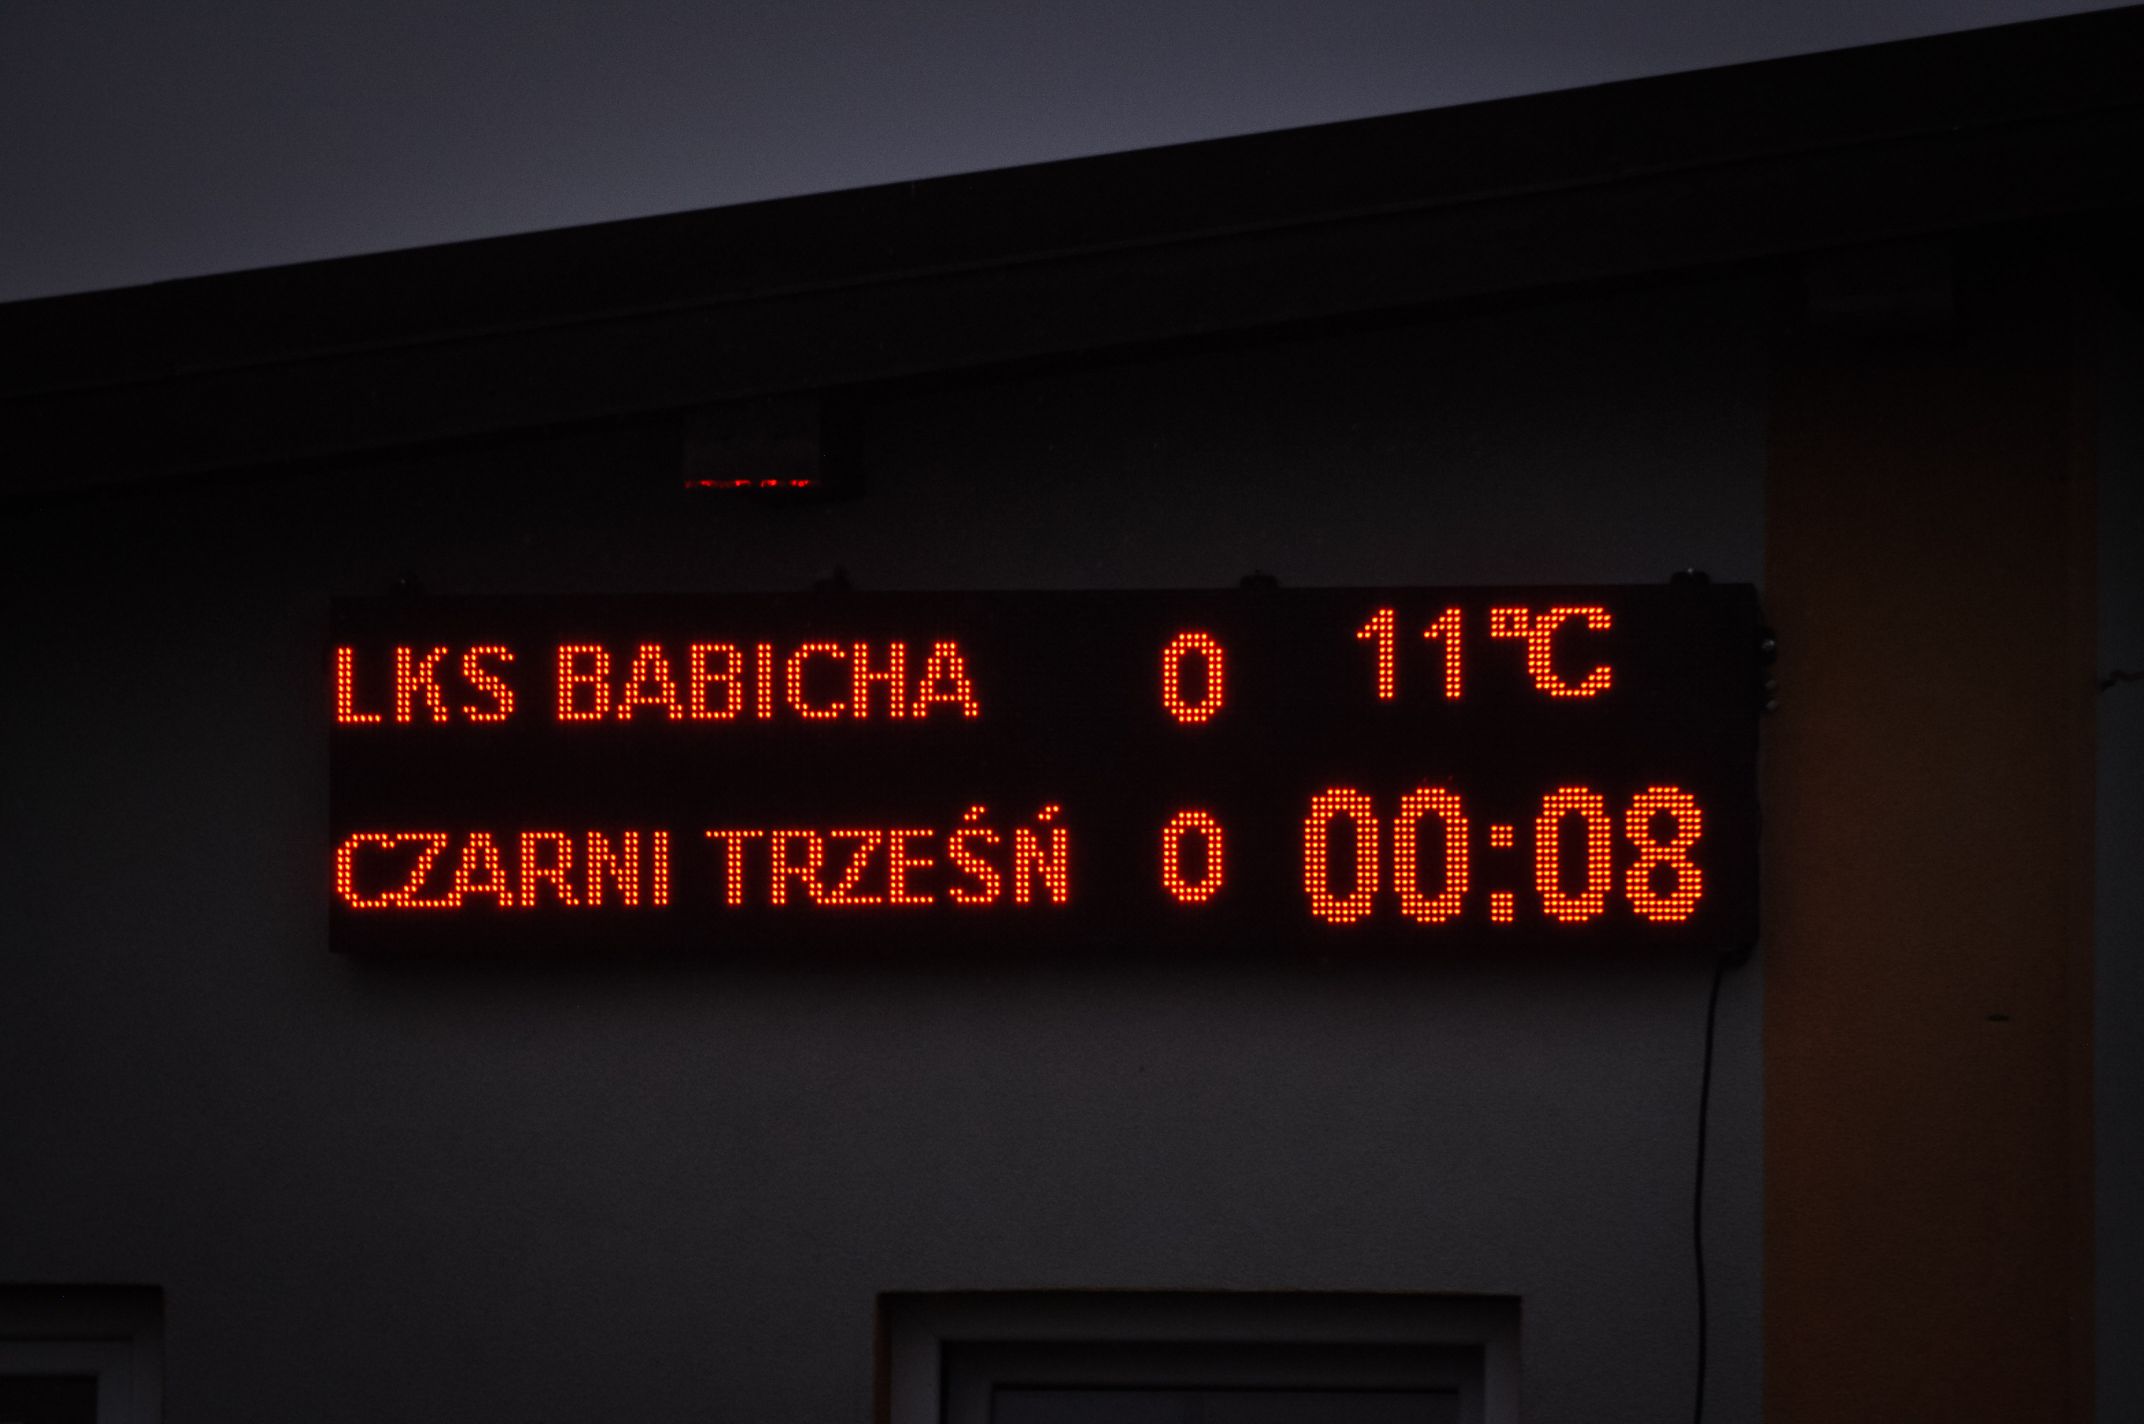 LKS BABICHA 0 11°C
CZARNI TRZEŚŃ 0 00:08